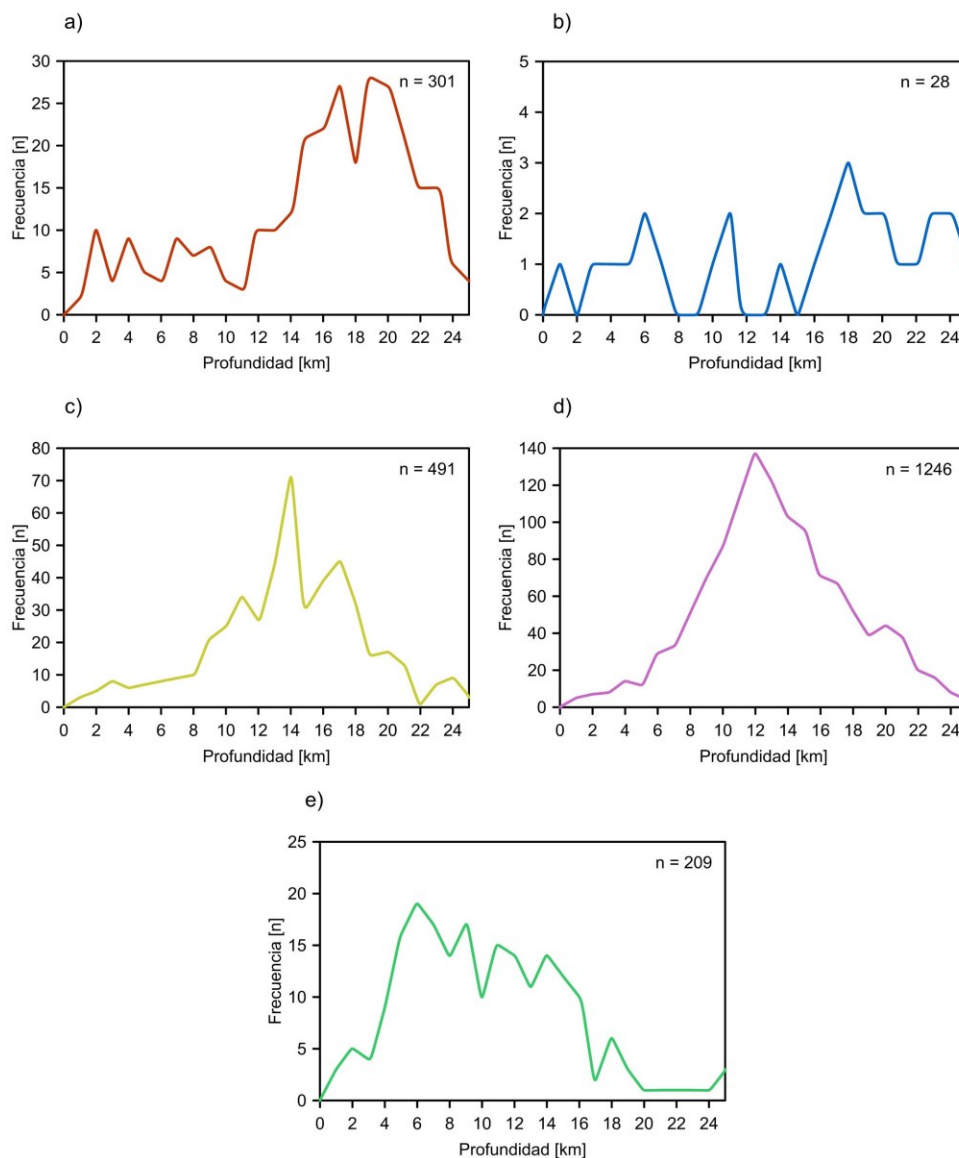 a)
n = 301
Frecuencia [n]
30
25
20
15
10
5
0
0 2 4 6 8 10 12 14 16 18 20 22 24
Profundidad [km]
b)
n = 28
Frecuencia [n]
5
4
3
2
1
0
0 2 4 6 8 10 12 14 16 18 20 22 24
Profundidad [km]
c)
n = 491
Frecuencia [n]
80
70
60
50
40
30
20
10
0
0 2 4 6 8 10 12 14 16 18 20 22 24
Profundidad [km]
d)
n = 1246
Frecuencia [n]
140
120
100
80
60
40
20
0
0 2 4 6 8 10 12 14 16 18 20 22 24
Profundidad [km]
e)
n = 209
Frecuencia [n]
25
20
15
10
5
0
0 2 4 6 8 10 12 14 16 18 20 22 24
Profundidad [km]